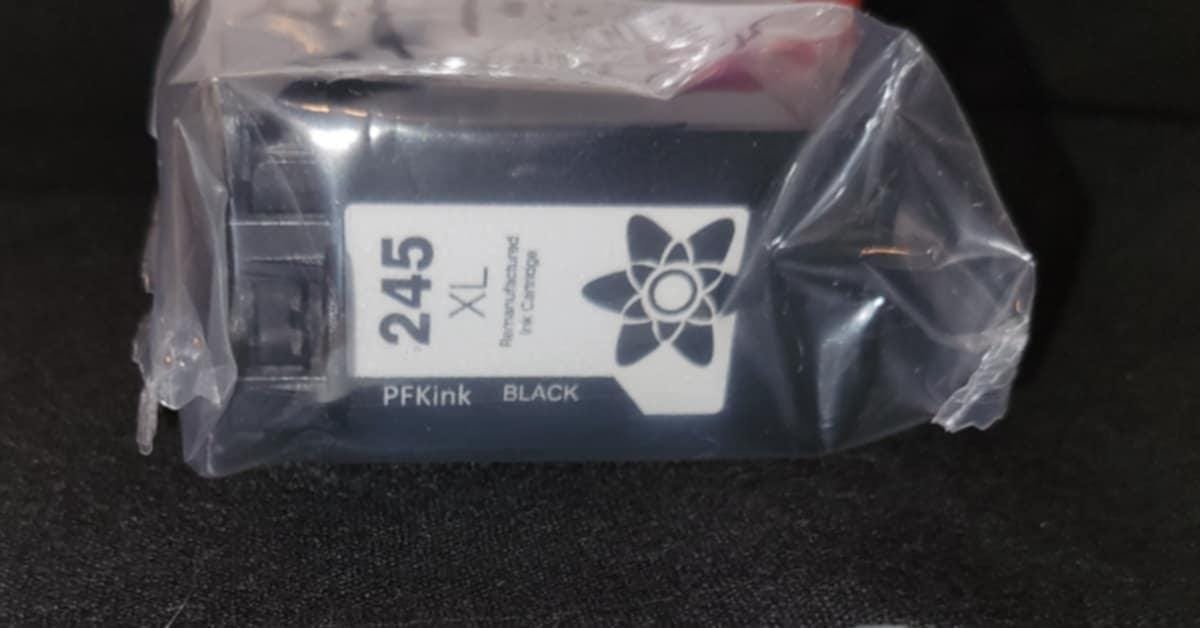 245
XL
Remanufactured
Ink Cartridge
PFKink BLACK